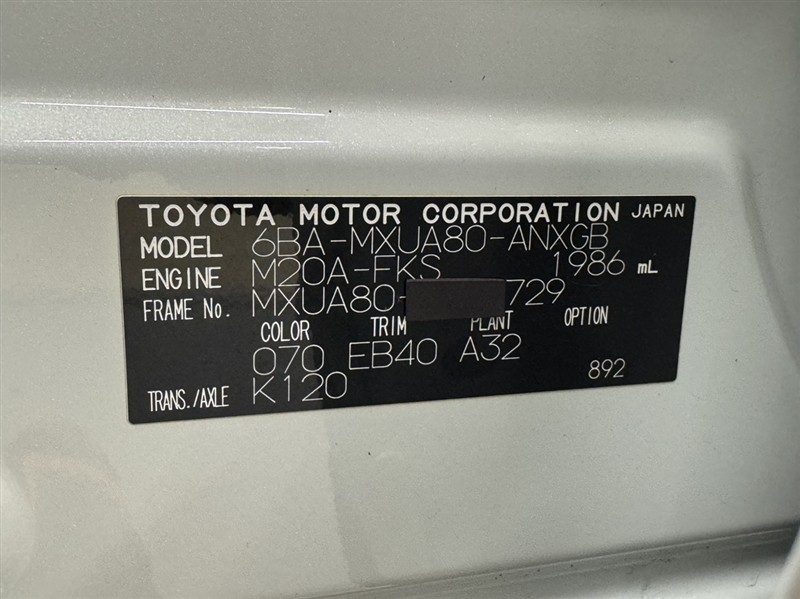 TOYOTA MOTOR CORPORATION JAPAN
MODEL 6BA-MXUA80-ANXGB
ENGINE M20A-FKS 1986 mL
FRAME No. MXUA80- 729
COLOR TRIM PLANT OPTION
070 EB40 A32
TRANS./AXLE K120 892